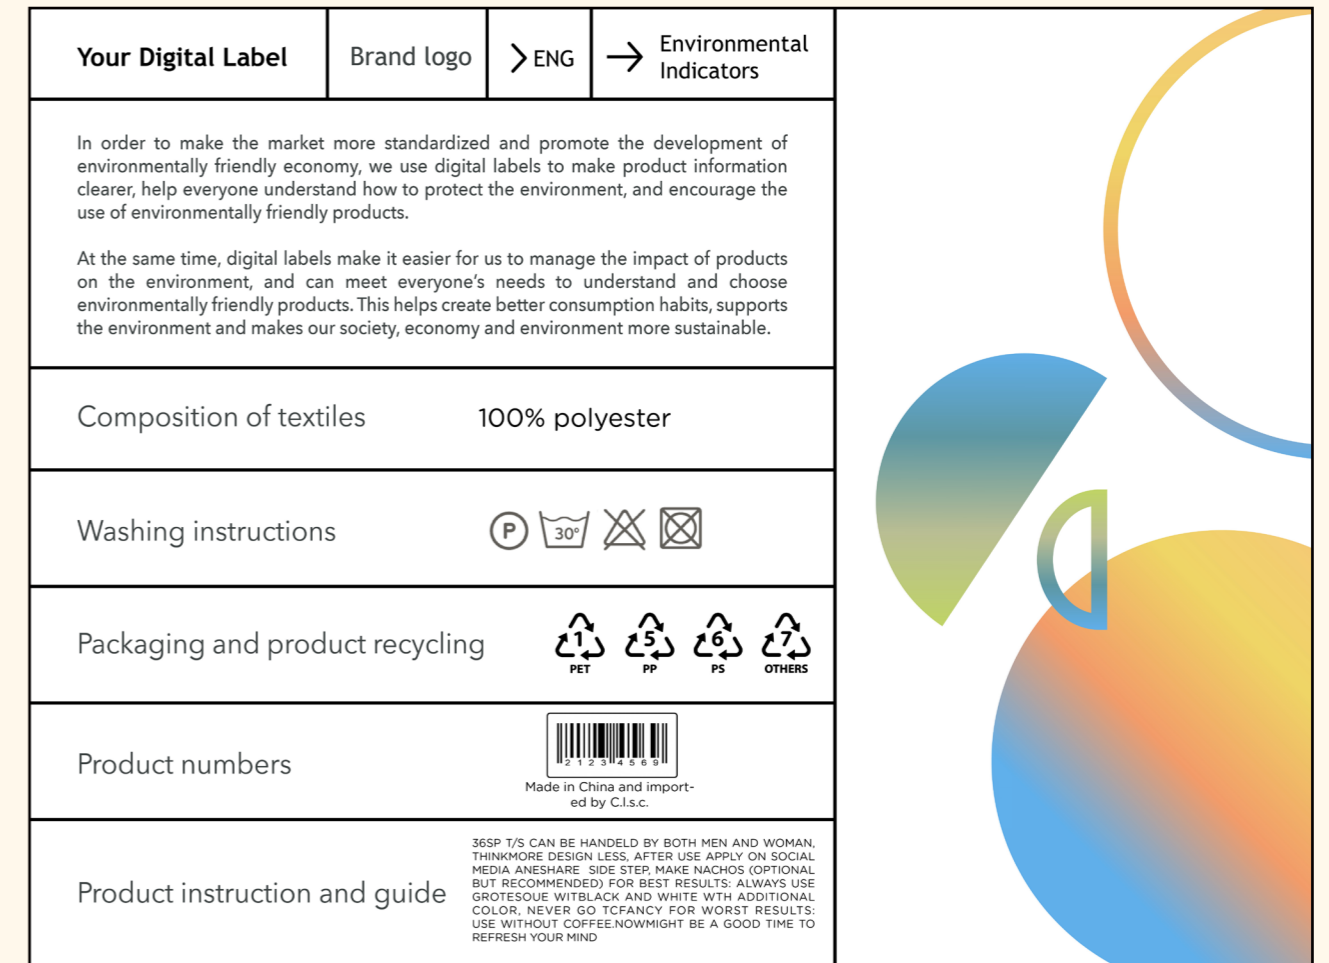 Your Digital Label
Brand logo
ENG
Environmental
Indicators
In order to make the market more standardized and promote the development of
environmentally friendly economy, we use digital labels to make product information
clearer, help everyone understand how to protect the environment, and encourage the
use of environmentally friendly products.
At the same time, digital labels make it easier for us to manage the impact of products
on the environment, and can meet everyone's needs to understand and choose
environmentally friendly products. This helps create better consumption habits, supports
the environment and makes our society, economy and environment more sustainable.
Composition of textiles
100% polyester
Washing instructions
P
30°
Packaging and product recycling
1
5
6
7
PET
PP
PS
OTHERS
Product numbers
2 1 2 3 4 5 6 9
Made in China and import-
ed by C.l.s.c.
Product instruction and guide
36SP T/S CAN BE HANDELD BY BOTH MEN AND WOMAN,
THINKMORE DESIGN LESS, AFTER USE APPLY ON SOCIAL
MEDIA ANESHARE SIDE STEP, MAKE NACHOS (OPTIONAL
BUT RECOMMENDED) FOR BEST RESULTS: ALWAYS USE
GROTESQUE WITBLACK AND WHITE WTH ADDITIONAL
COLOR, NEVER GO TCFANCY FOR WORST RESULTS:
USE WITHOUT COFFEE.NOWMIGHT BE A GOOD TIME TO
REFRESH YOUR MIND